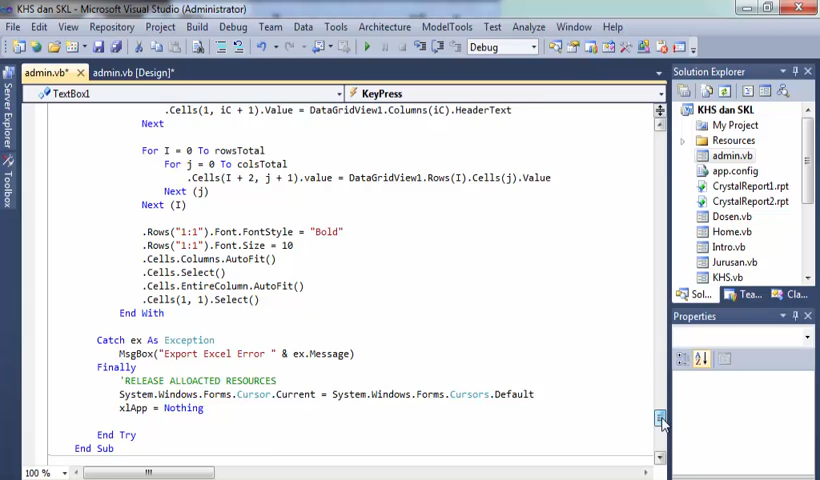 KHS dan SKL - Microsoft Visual Studio (Administrator)
File Edit View Repository Project Build Debug Team Data Tools Architecture ModelTools Test Analyze Window Help
Debug
admin.vb* admin.vb [Design]*
TextBox1 KeyPress
.Cells(1, iC + 1).Value = DataGridView1.Columns(iC).HeaderText
Next
For I = 0 To rowsTotal
For j = 0 To colsTotal
.Cells(I + 2, j + 1).value = DataGridView1.Rows(I).Cells(j).Value
Next (j)
Next (I)
.Rows("1:1").Font.FontStyle = "Bold"
.Rows("1:1").Font.Size = 10
.Cells.Columns.AutoFit()
.Cells.Select()
.Cells.EntireColumn.AutoFit()
.Cells(1, 1).Select()
End With
Catch ex As Exception
MsgBox("Export Excel Error " & ex.Message)
Finally
'RELEASE ALLOACTED RESOURCES
System.Windows.Forms.Cursor.Current = System.Windows.Forms.Cursors.Default
xlApp = Nothing
End Try
End Sub
100 %
Server Explorer
Toolbox
Solution Explorer
KHS dan SKL
My Project
Resources
admin.vb
app.config
CrystalReport1.rpt
CrystalReport2.rpt
Dosen.vb
Home.vb
Intro.vb
Jurusan.vb
KHS.vb
Sol... Tea... Cla...
Properties